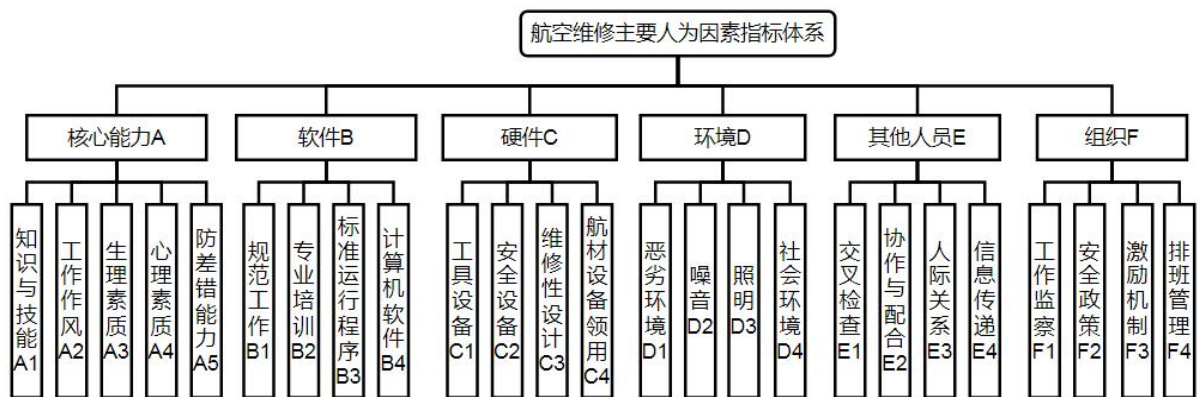 航空维修主要人为因素指标体系
核心能力A
软件B
硬件C
环境D
其他人员E
组织F
知识与技能A1
工作作风A2
生理素质A3
心理素质A4
防差错能力A5
规范工作B1
专业培训B2
标准运行程序B3
计算机软件B4
工具设备C1
安全设备C2
维修性设计C3
航材设备领用C4
恶劣环境D1
噪音D2
照明D3
社会环境D4
交叉检查E1
协作与配合E2
人际关系E3
信息传递E4
工作监察F1
安全政策F2
激励机制F3
排班管理F4